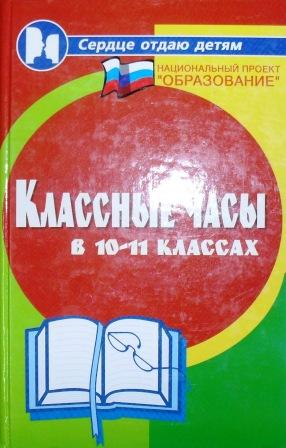 Сердце отдаю детям
НАЦИОНАЛЬНЫЙ ПРОЕКТ
"ОБРАЗОВАНИЕ"
КЛАССНЫЕ ЧАСЫ
В 10-11 КЛАССАХ